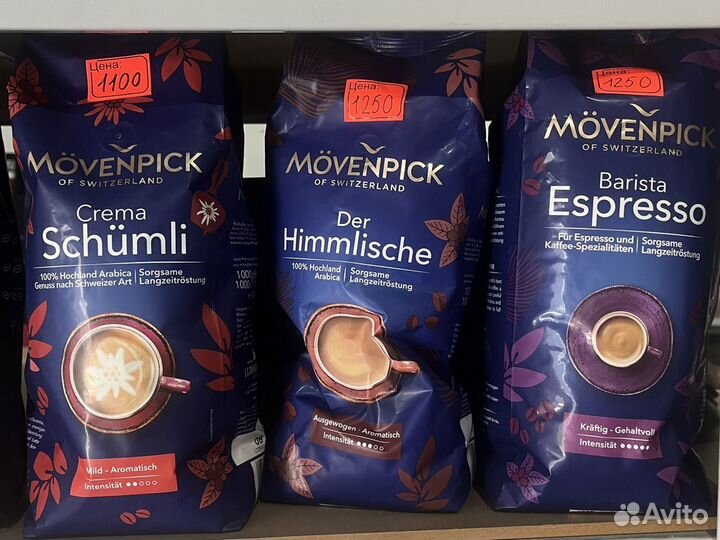 Цена:
1100
MÖVENPICK
OF SWITZERLAND
Crema
Schümli
100% Hochland Arabica
Genuss nach Schweizer Art
Sorgsame
Langzeitröstung
Mild - Aromatisch
Intensität
Цена:
1250
MÖVENPICK
OF SWITZERLAND
Der
Himmlische
100% Hochland
Arabica
Sorgsame
Langzeitröstung
Ausgewogen - Aromatisch
Intensität
Цена:
1250
MÖVENPICK
OF SWITZERLAND
Barista
Espresso
Für Espresso und
Kaffee-Spezialitäten
Sorgsame
Langzeitröstung
Kräftig - Gehaltvoll
Intensität
Avito